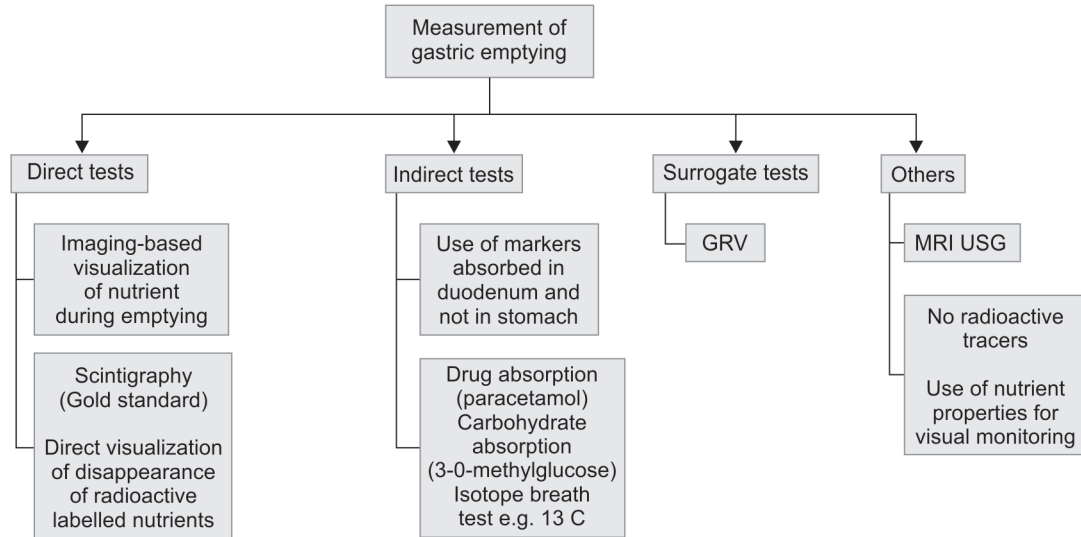 Measurement of
gastric emptying
Direct tests
Indirect tests
Surrogate tests
Others
Imaging-based
visualization
of nutrient
during emptying
Use of markers
absorbed in
duodenum and
not in stomach
GRV
MRI USG
Scintigraphy
(Gold standard)
Direct visualization
of disappearance
of radioactive
labelled nutrients
Drug absorption
(paracetamol)
Carbohydrate
absorption
(3-0-methylglucose)
Isotope breath
test e.g. 13 C
No radioactive
tracers
Use of nutrient
properties for
visual monitoring